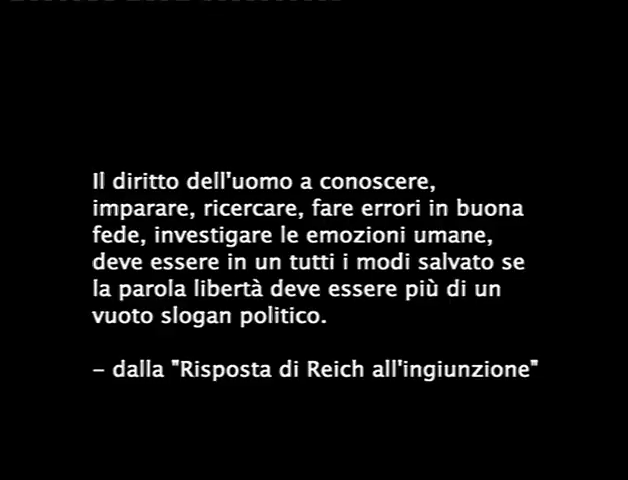 Il diritto dell'uomo a conoscere,
imparare, ricercare, fare errori in buona
fede, investigare le emozioni umane,
deve essere in un tutti i modi salvato se
la parola libertà deve essere più di un
vuoto slogan politico.
– dalla "Risposta di Reich all'ingiunzione"